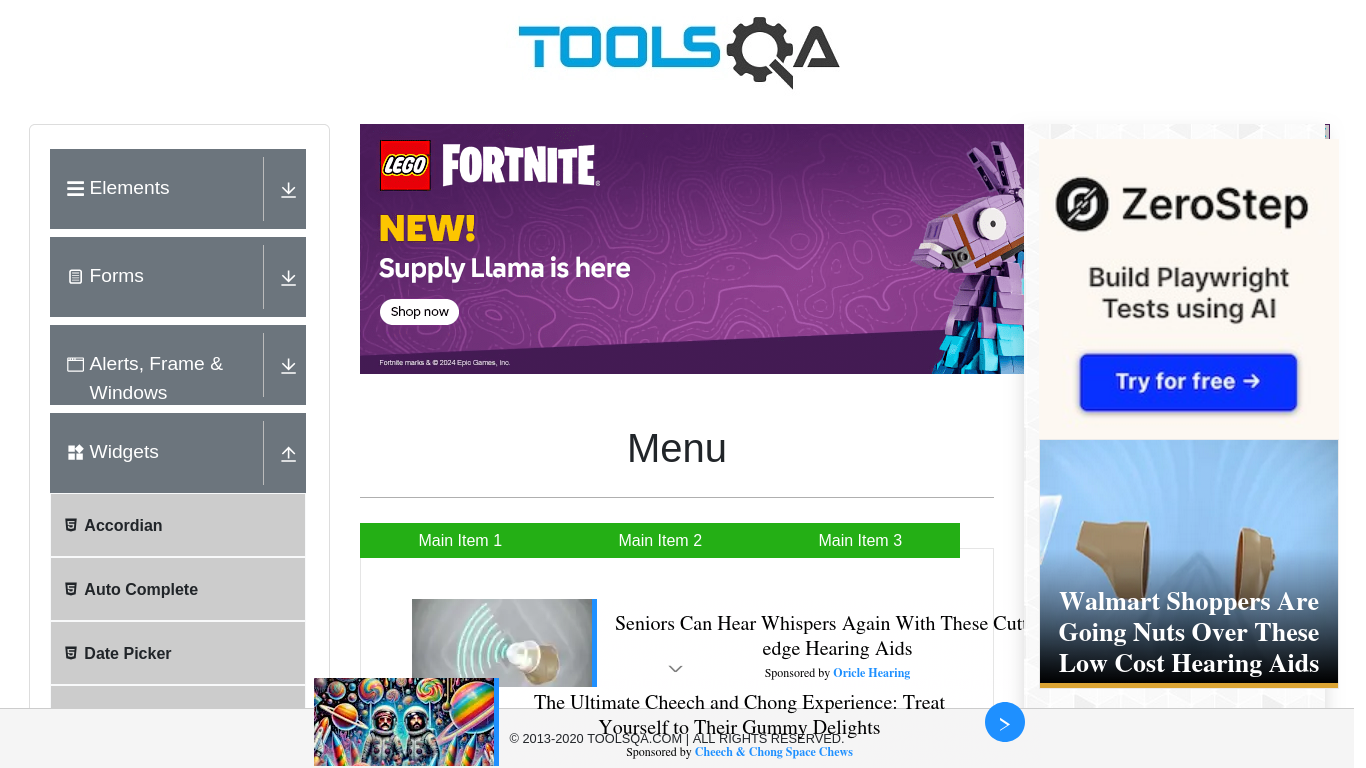 TOOLSQA
Elements
Forms
Alerts, Frame &
Windows
Widgets
Accordian
Auto Complete
Date Picker
LEGO FORTNITE®
NEW!
Supply Llama is here
Shop now
Fortnite marks & © 2024 Epic Games, Inc.
Menu
Main Item 1
Main Item 2
Main Item 3
Seniors Can Hear Whispers Again With These Cutt
edge Hearing Aids
Sponsored by Oricle Hearing
The Ultimate Cheech and Chong Experience: Treat
Yourself to Their Gummy Delights
Sponsored by Cheech & Chong Space Chews
© 2013-2020 TOOLSQA.COM | ALL RIGHTS RESERVED.
ZeroStep
Build Playwright
Tests using AI
Try for free →
Walmart Shoppers Are
Going Nuts Over These
Low Cost Hearing Aids